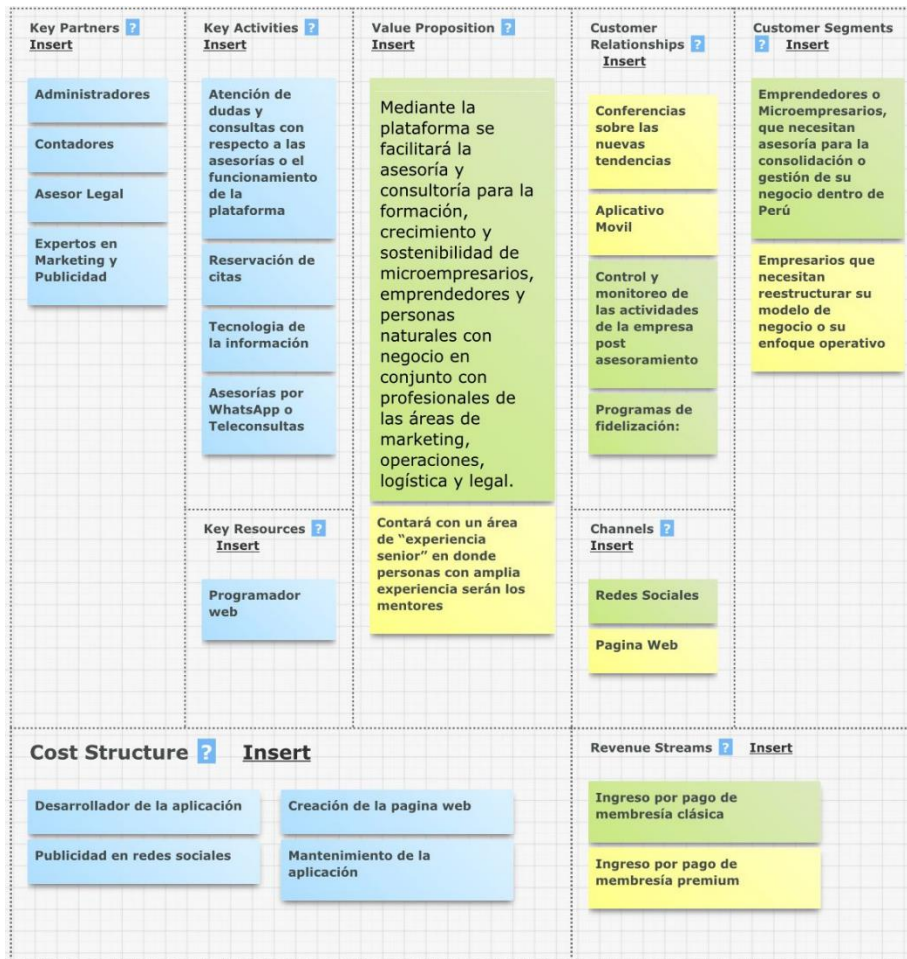 Key Partners ?
Insert
Administradores
Contadores
Asesor Legal
Expertos en
Marketing y
Publicidad
Key Activities ?
Insert
Atención de
dudas y
consultas con
respecto a las
asesorías o el
funcionamiento
de la
plataforma
Reservación de
citas
Tecnologia de
la información
Asesorías por
WhatsApp o
Teleconsultas
Key Resources ?
Insert
Programador
web
Value Proposition ?
Insert
Mediante la
plataforma se
facilitará la
asesoría y
consultoría para la
formación,
crecimiento y
sostenibilidad de
microempresarios,
emprendedores y
personas
naturales con
negocio en
conjunto con
profesionales de
las áreas de
marketing,
operaciones,
logística y legal.
Contará con un área
de “experiencia
senior” en donde
personas con amplia
experiencia serán los
mentores
Customer
Relationships ?
Insert
Conferencias
sobre las
nuevas
tendencias
Aplicativo
Movil
Control y
monitoreo de
las actividades
de la empresa
post
asesoramiento
Programas de
fidelización:
Channels ?
Insert
Redes Sociales
Pagina Web
Customer Segments
? Insert
Emprendedores o
Microempresarios,
que necesitan
asesoría para la
consolidación o
gestión de su
negocio dentro de
Perú
Empresarios que
necesitan
reestructurar su
modelo de
negocio o su
enfoque operativo
Cost Structure ? Insert
Desarrollador de la aplicación
Creación de la pagina web
Publicidad en redes sociales
Mantenimiento de la
aplicación
Revenue Streams ? Insert
Ingreso por pago de
membresía clásica
Ingreso por pago de
membresía premium